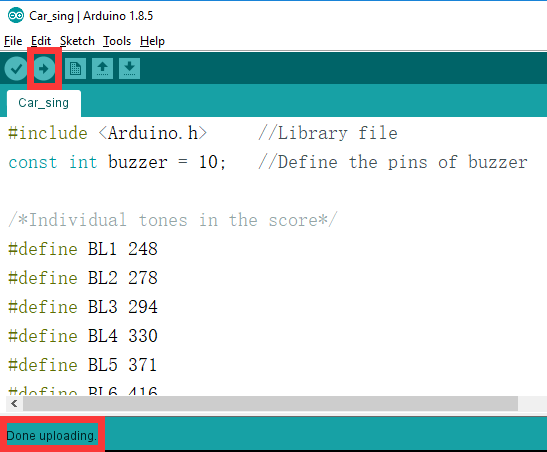 Car_sing | Arduino 1.8.5
File Edit Sketch Tools Help
Car_sing
#include <Arduino.h> //Library file
const int buzzer = 10; //Define the pins of buzzer
/*Individual tones in the score*/
#define BL1 248
#define BL2 278
#define BL3 294
#define BL4 330
#define BL5 371
#define BL6 416
Done uploading.